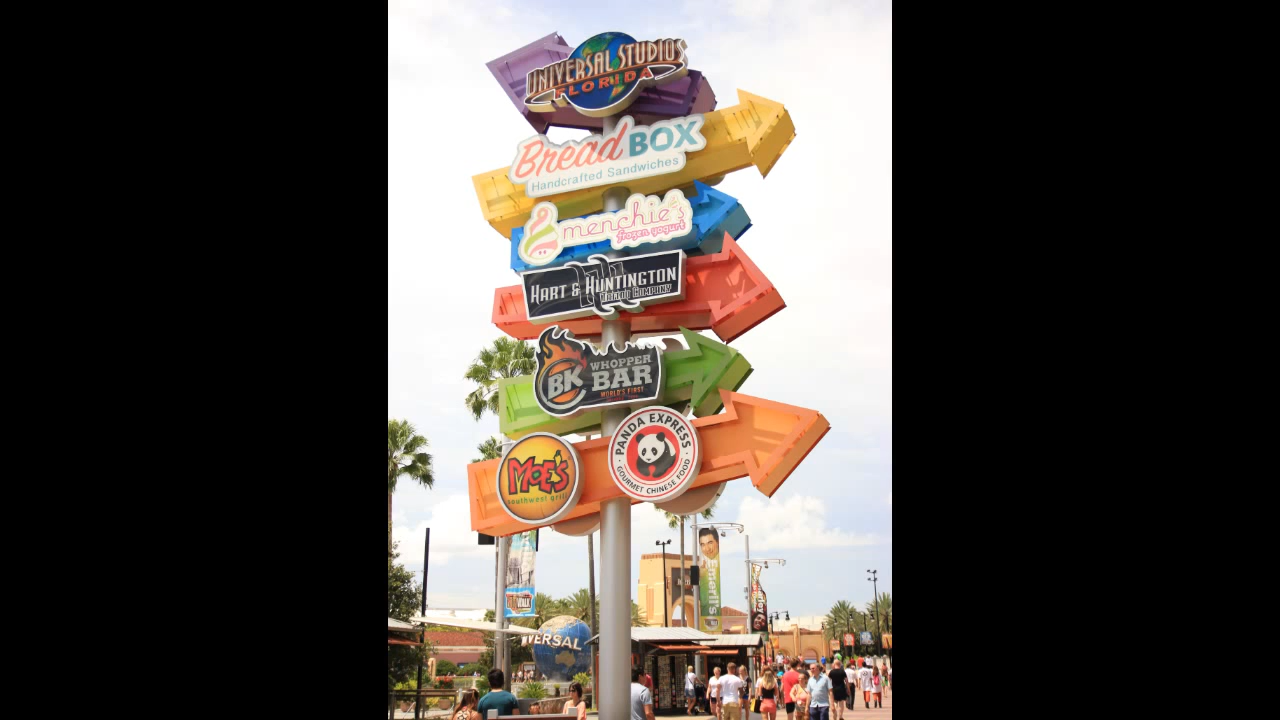 UNIVERSAL STUDIOS
FLORIDA
Bread BOX
Handcrafted Sandwiches
menchie's
frozen yogurt
HART & HUNTINGTON
TATTOO COMPANY
BK WHOPPER
BAR
WORLD'S FIRST
MOE'S
southwest grill
PANDA EXPRESS
GOURMET CHINESE FOOD
emeril's
VERSAL